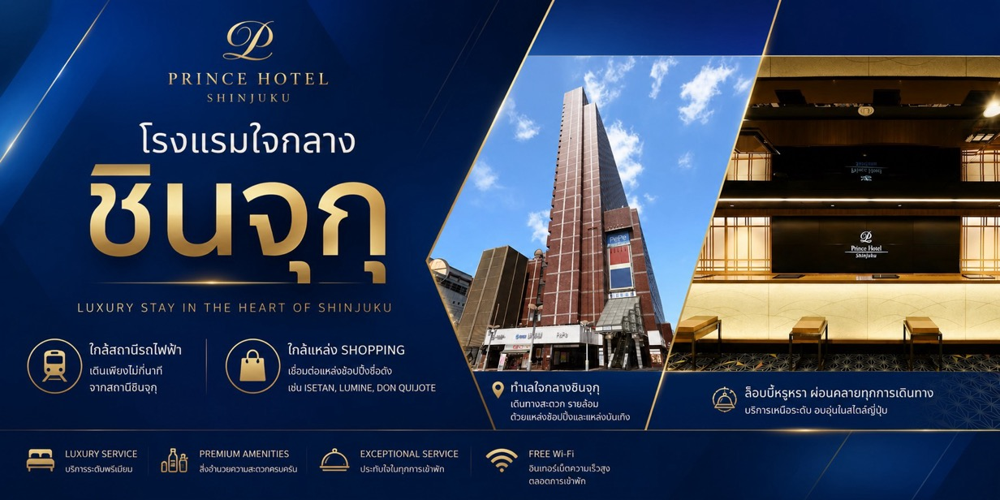 PRINCE HOTEL
SHINJUKU
โรงแรมใจกลาง
ชินจุกุ
LUXURY STAY IN THE HEART OF SHINJUKU
ใกล้สถานีรถไฟฟ้า
เดินเพียงไม่กี่นาที
จากสถานีชินจุกุ
ใกล้แหล่ง SHOPPING
เชื่อมต่อแหล่งช้อปปิ้งชื่อดัง
เช่น ISETAN, LUMINE, DON QUIJOTE
PePe
PePe
Prince Hotel
Shinjuku
ทำเลใจกลางชินจุกุ
เดินทางสะดวก รายล้อม
ด้วยแหล่งช้อปปิ้งและแหล่งบันเทิง
ล็อบบี้หรูหรา ผ่อนคลายทุกการเดินทาง
บริการเหนือระดับ อบอุ่นในสไตล์ญี่ปุ่น
LUXURY SERVICE
บริการระดับพรีเมียม
PREMIUM AMENITIES
สิ่งอำนวยความสะดวกครบครัน
EXCEPTIONAL SERVICE
ประทับใจในทุกการเข้าพัก
FREE Wi-Fi
อินเทอร์เน็ตความเร็วสูง
ตลอดการเข้าพัก